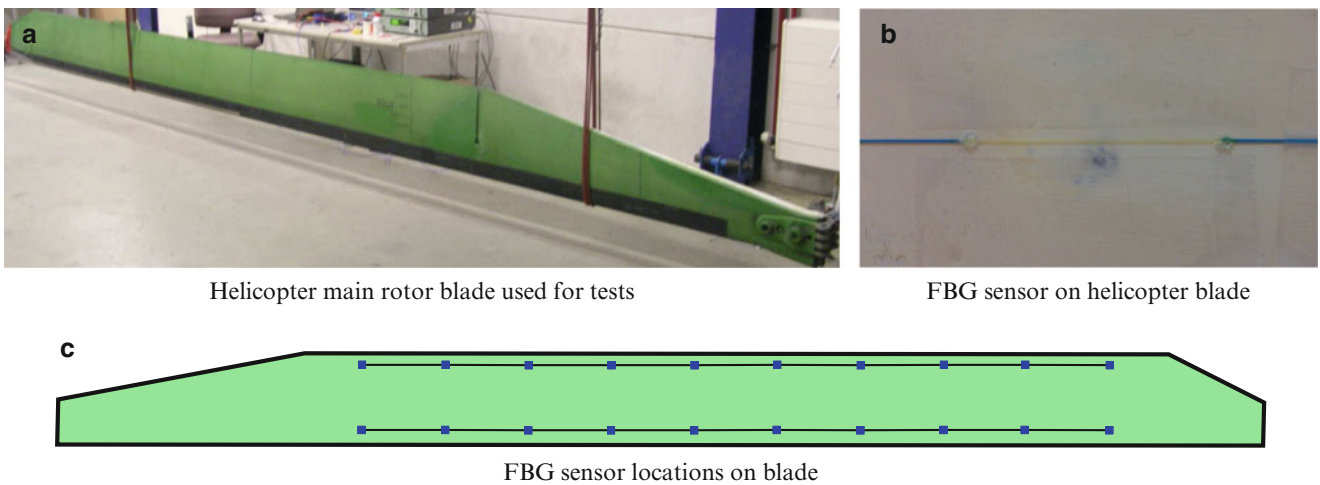 a
b
Helicopter main rotor blade used for tests
FBG sensor on helicopter blade
c
FBG sensor locations on blade